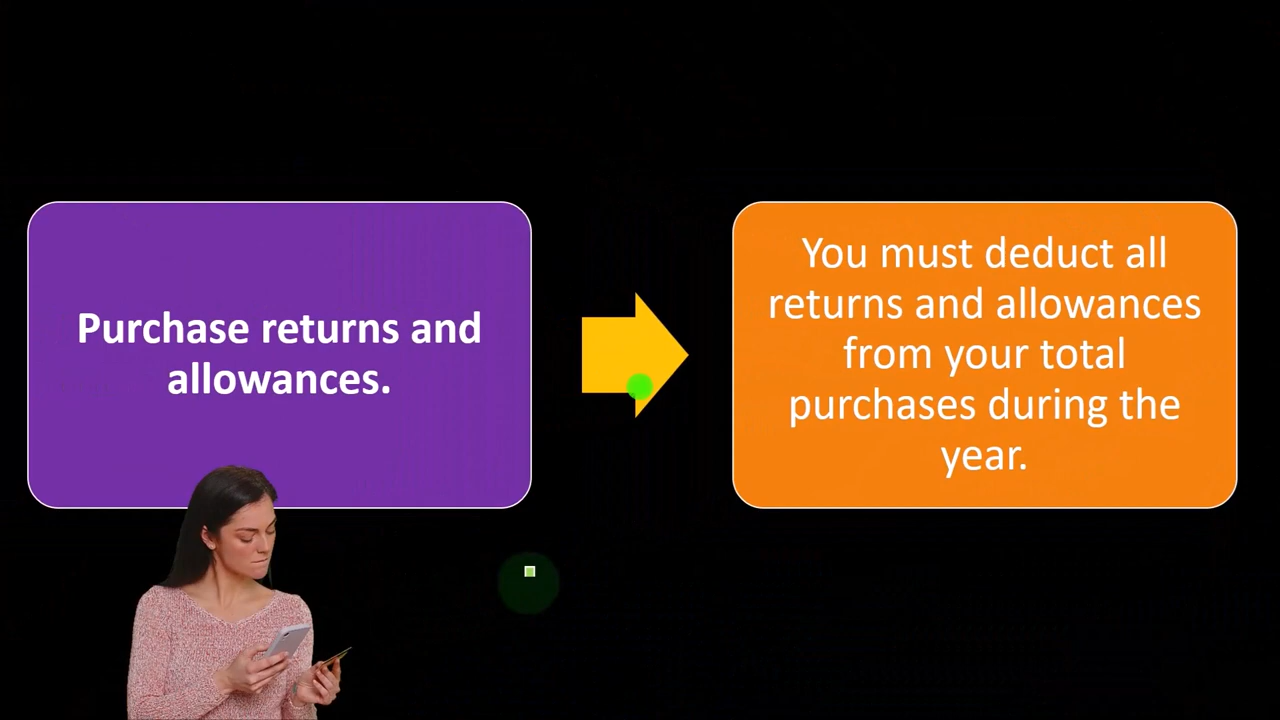 Purchase returns and
allowances.
You must deduct all
returns and allowances
from your total
purchases during the
year.